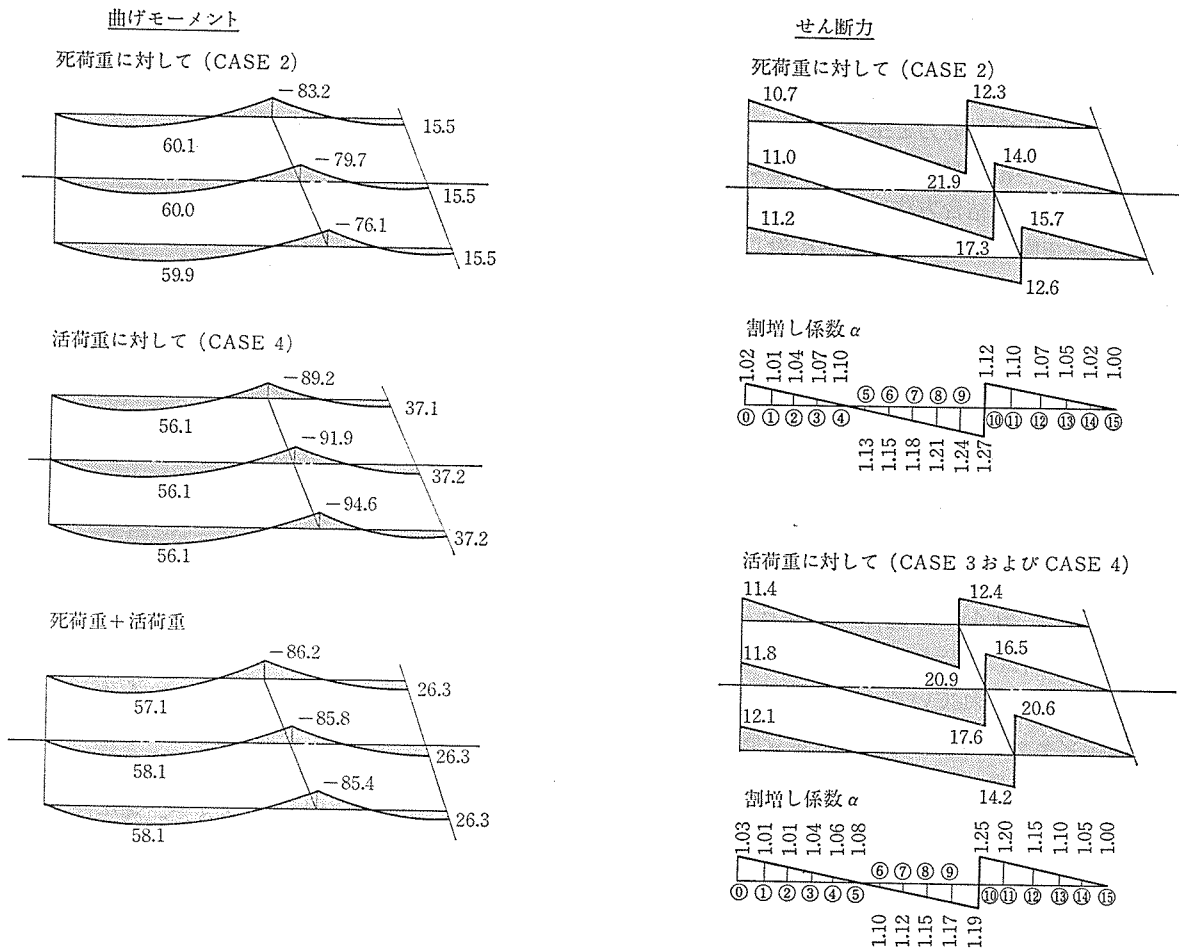 曲げモーメント
死荷重に対して (CASE 2)
-83.2
60.1
15.5
-79.7
60.0
15.5
-76.1
59.9
15.5
活荷重に対して (CASE 4)
-89.2
56.1
37.1
-91.9
56.1
37.2
-94.6
56.1
37.2
死荷重＋活荷重
-86.2
57.1
26.3
-85.8
58.1
26.3
-85.4
58.1
26.3
せん断力
死荷重に対して (CASE 2)
10.7
12.3
11.0
21.9
14.0
11.2
17.3
15.7
12.6
割増し係数 α
1.02 1.01 1.04 1.07 1.10 1.12 1.10 1.07 1.05 1.02 1.00
⑤ ⑥ ⑦ ⑧ ⑨
⓪ ① ② ③ ④ ⑩ ⑪ ⑫ ⑬ ⑭ ⑮
1.13 1.15 1.18 1.21 1.24 1.27
活荷重に対して (CASE 3 および CASE 4)
11.4
12.4
11.8
20.9
16.5
12.1
17.6
20.6
14.2
割増し係数 α
1.03 1.01 1.01 1.04 1.06 1.08 1.25 1.20 1.15 1.10 1.05 1.00
⑥ ⑦ ⑧ ⑨
⓪ ① ② ③ ④ ⑤ ⑩ ⑪ ⑫ ⑬ ⑭ ⑮
1.10 1.12 1.15 1.17 1.19